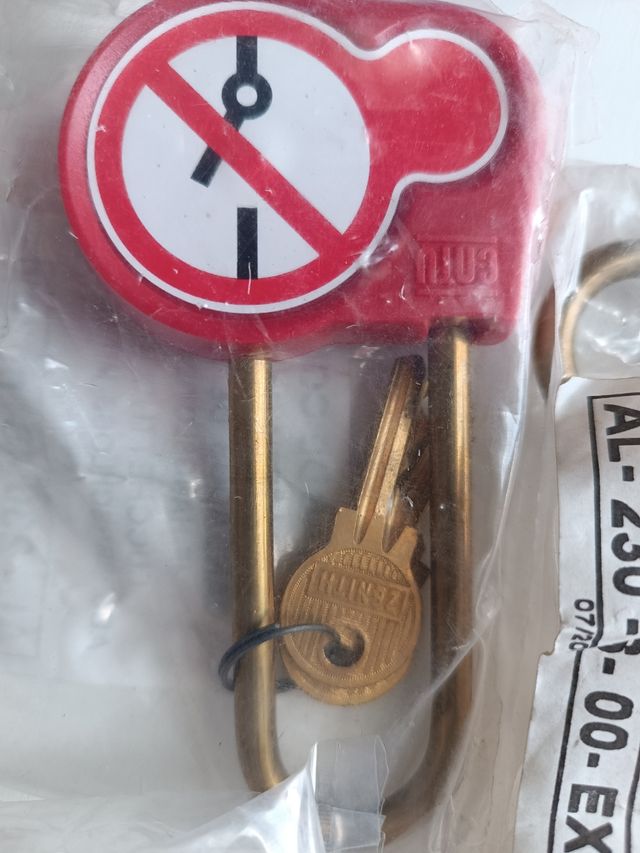 ZENITH
AL- 230 - - 00- EX
07/20